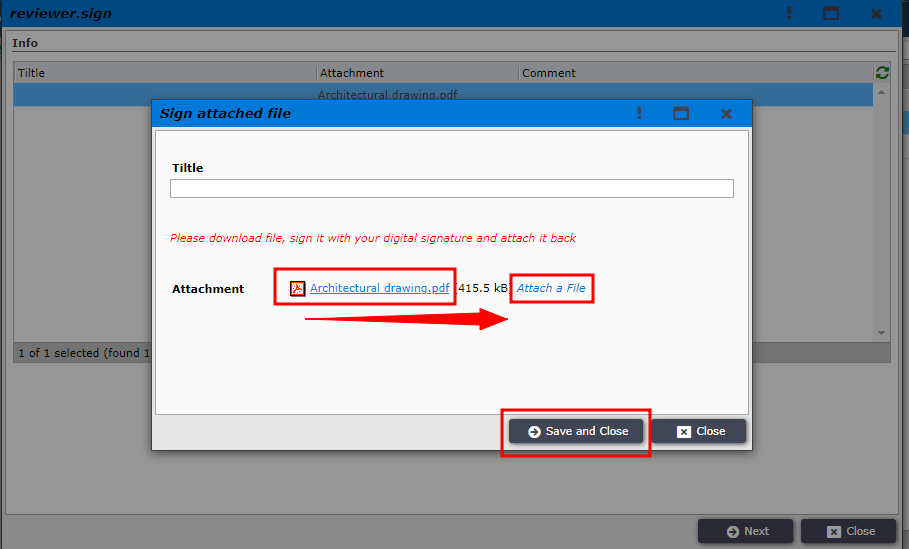 reviewer.sign
Info
Tiltle Attachment Comment
Architectural drawing.pdf
Sign attached file
Tiltle
Please download file, sign it with your digital signature and attach it back
Attachment Architectural drawing.pdf (415.5 kB) Attach a File
1 of 1 selected (found 1
Save and Close Close
Next Close